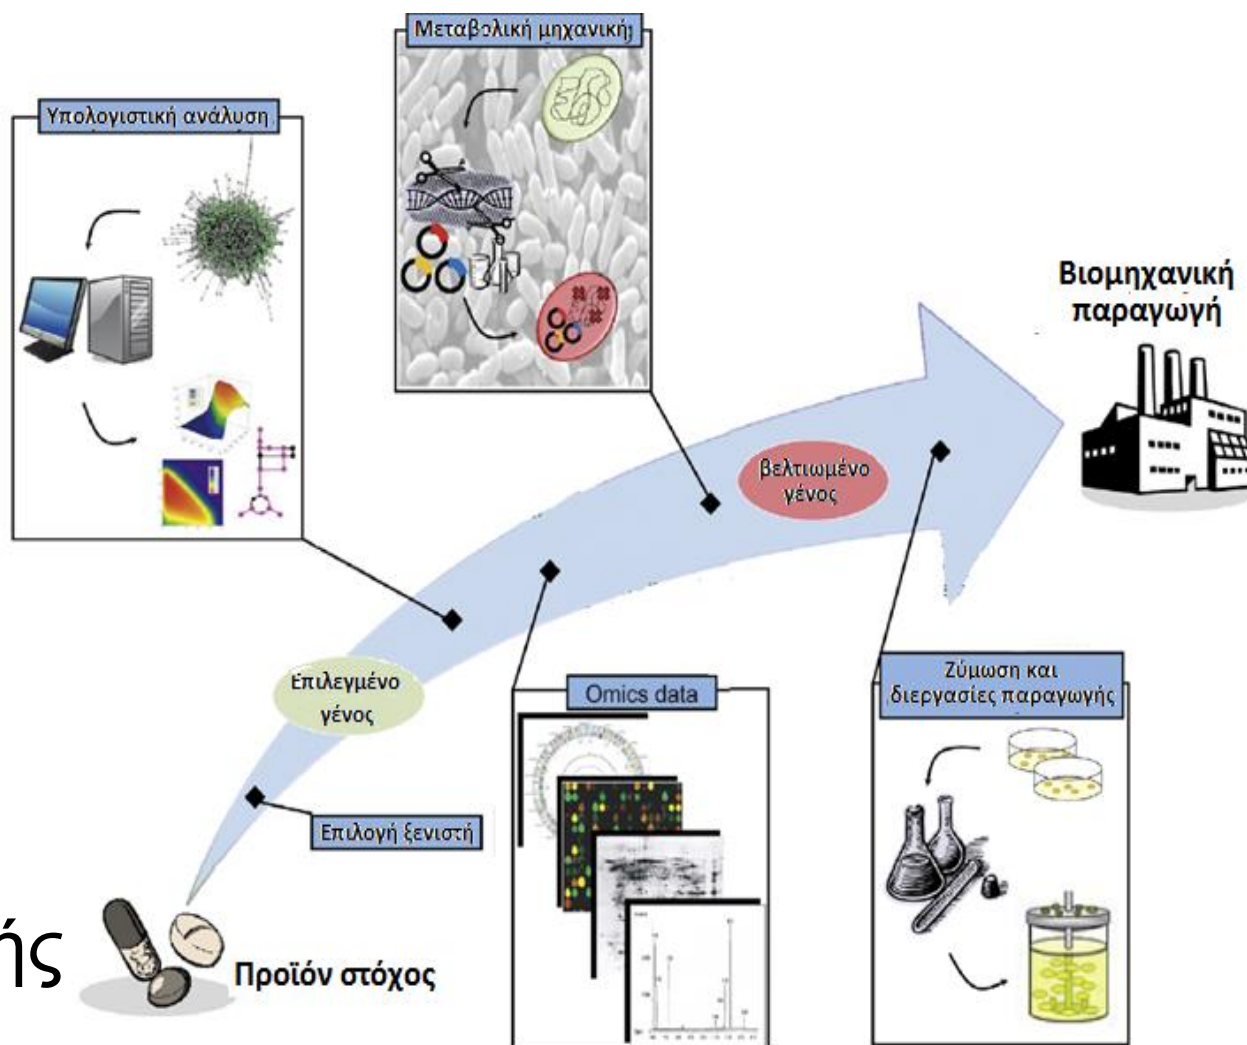 Μεταβολική μηχανική
Υπολογιστική ανάλυση
Βιομηχανική
παραγωγή
βελτιωμένο
γένος
Επιλεγμένο
γένος
Omics data
Ζύμωση και
διεργασίες παραγωγής
Επιλογή ξενιστή
ής
Προϊόν στόχος